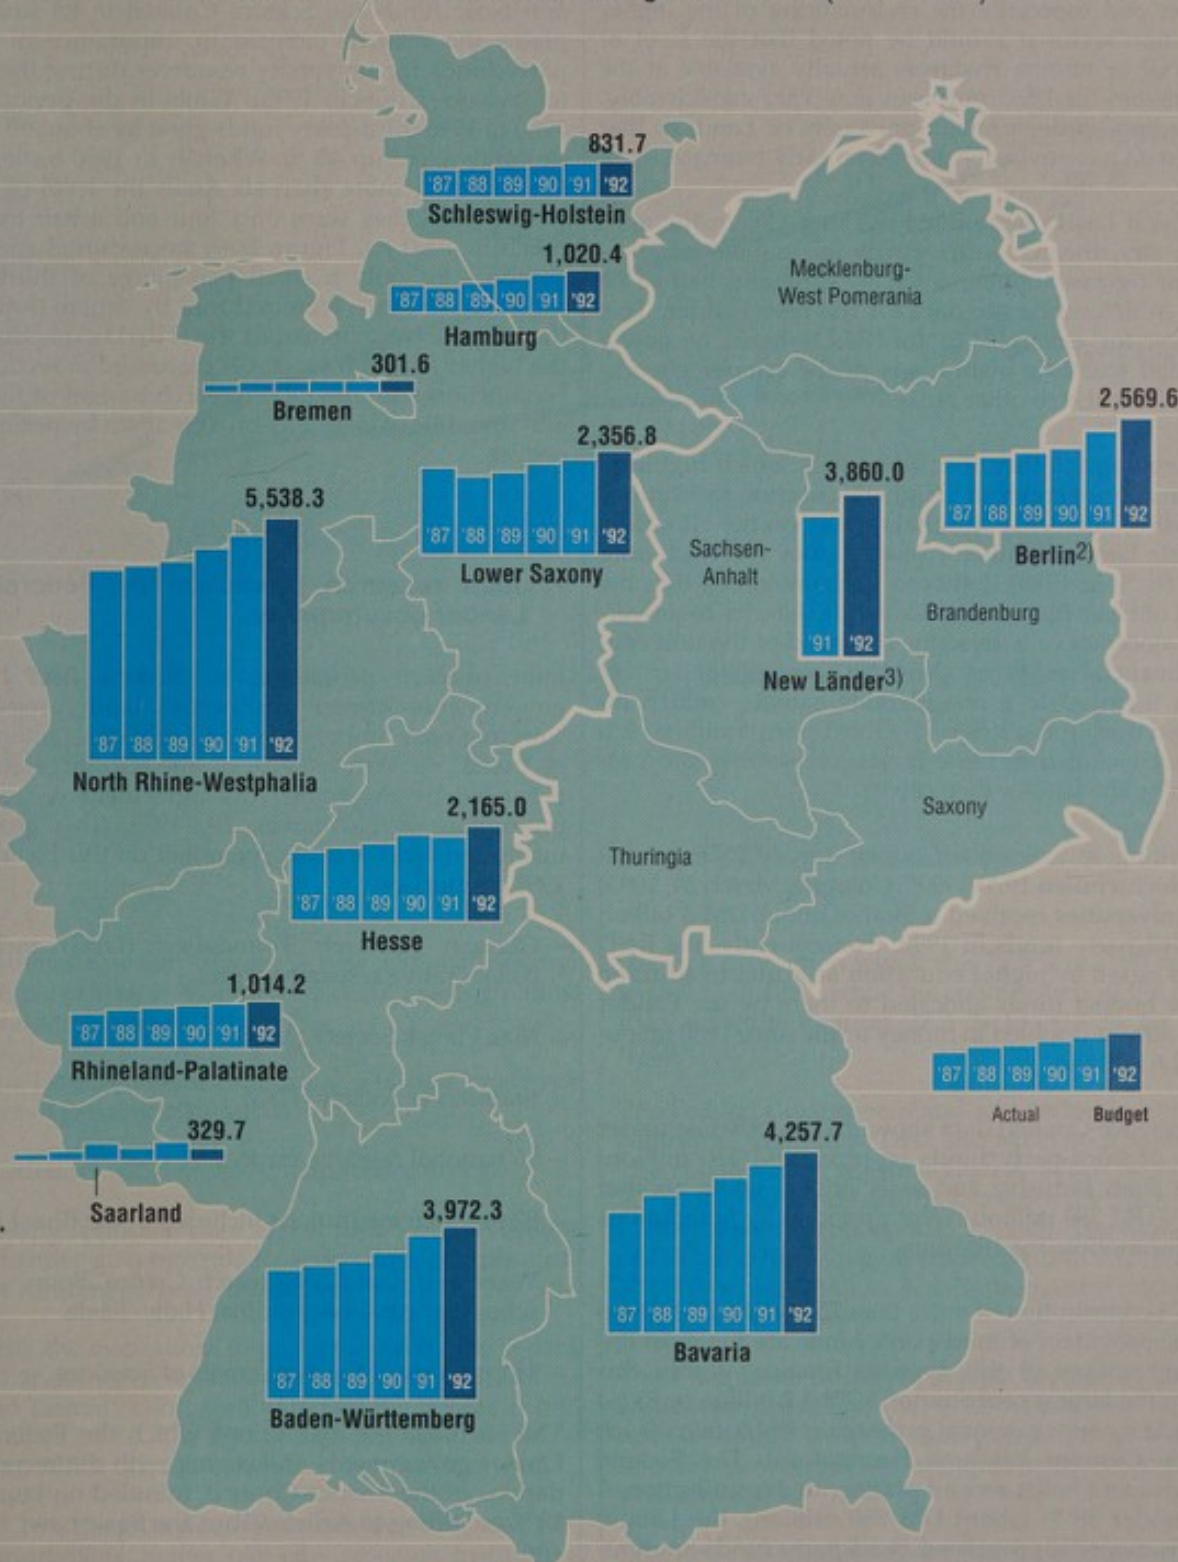 831.7
'87 '88 '89 '90 '91 '92
Schleswig-Holstein
1,020.4
'87 '88 '89 '90 '91 '92
Hamburg
301.6
Bremen
Mecklenburg-
West Pomerania
2,569.6
'87 '88 '89 '90 '91 '92
Berlin2)
2,356.8
'87 '88 '89 '90 '91 '92
Lower Saxony
3,860.0
'91 '92
New Länder3)
Sachsen-
Anhalt
Brandenburg
5,538.3
'87 '88 '89 '90 '91 '92
North Rhine-Westphalia
2,165.0
'87 '88 '89 '90 '91 '92
Hesse
Thuringia
Saxony
1,014.2
'87 '88 '89 '90 '91 '92
Rhineland-Palatinate
329.7
Saarland
'87 '88 '89 '90 '91 '92
Actual Budget
4,257.7
'87 '88 '89 '90 '91 '92
Bavaria
3,972.3
'87 '88 '89 '90 '91 '92
Baden-Württemberg